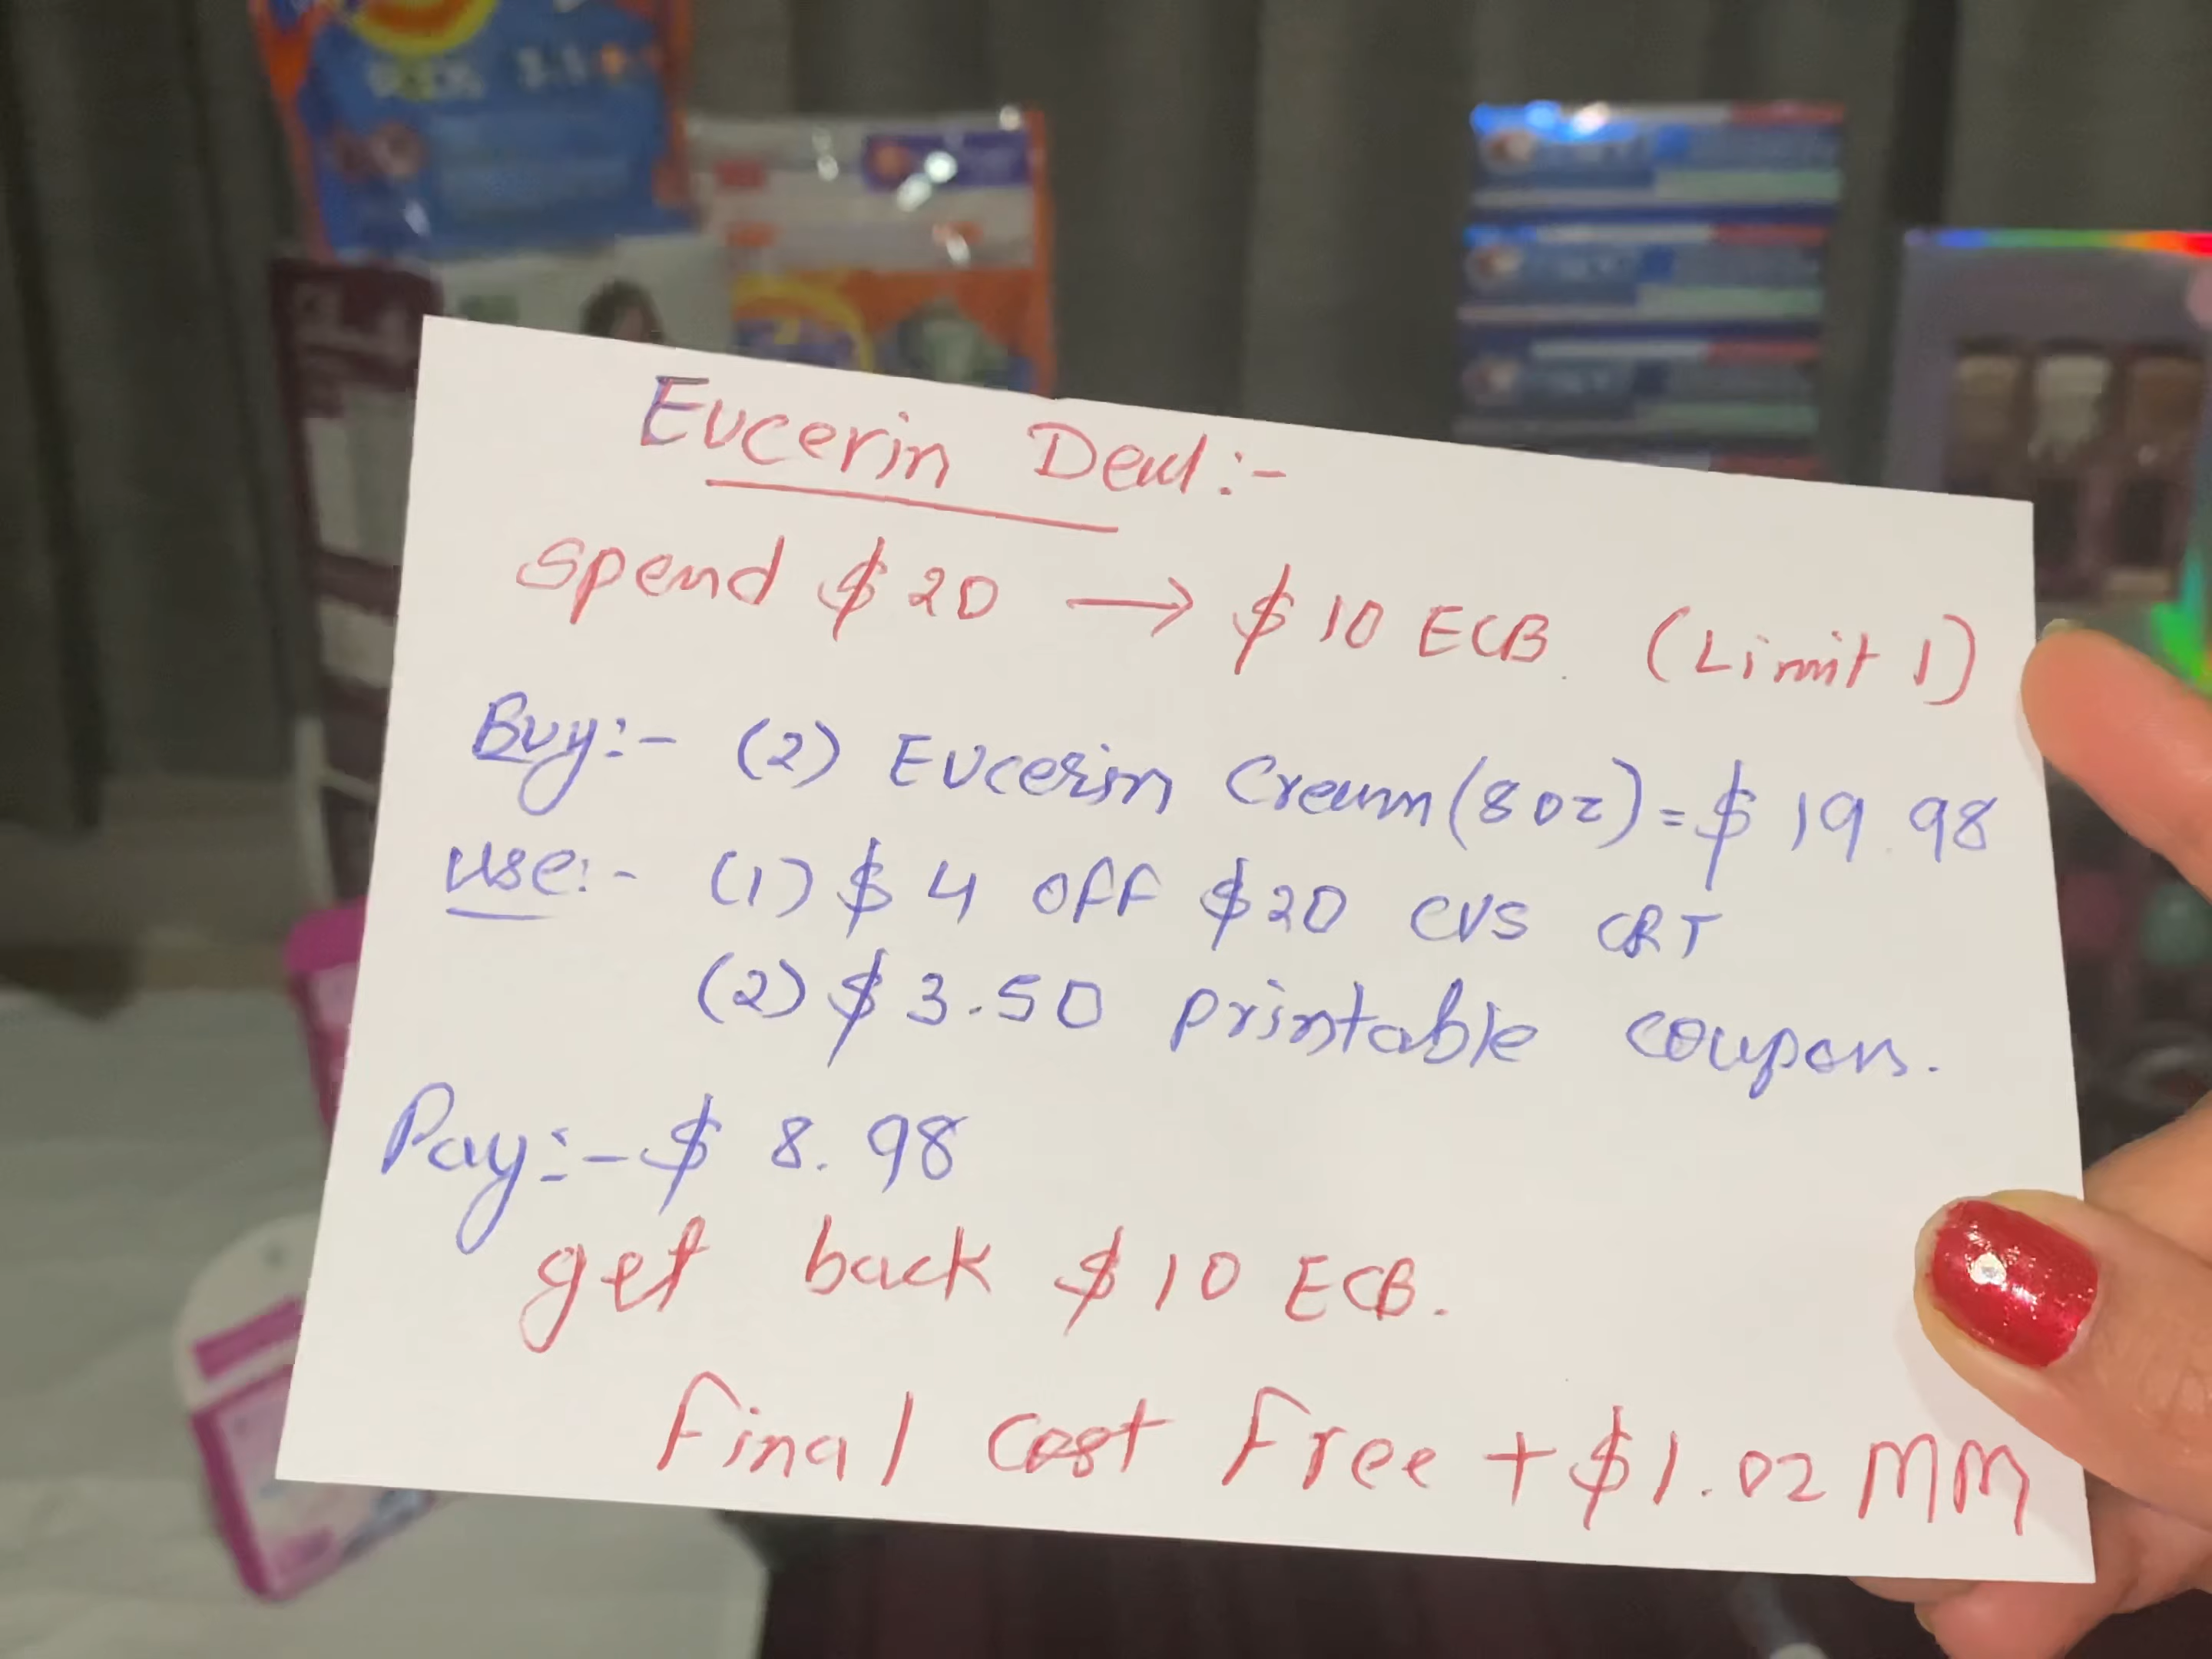 Eucerin Deal:-
Spend $20 → $10 ECB. (Limit 1)
Buy:- (2) Eucerin Cream (8oz) = $19.98
use:- (1) $4 off $20 CVS CRT
(2) $3.50 printable coupon.
Pay:- $8.98
get back $10 ECB.
Final cost Free + $1.02 MM